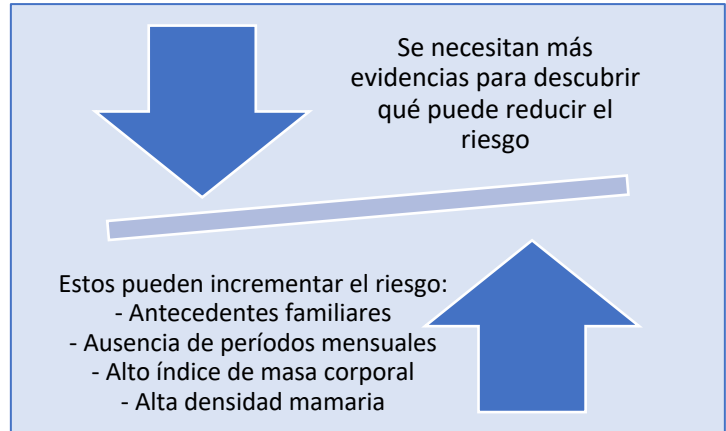 Se necesitan más
evidencias para descubrir
qué puede reducir el
riesgo
Estos pueden incrementar el riesgo:
- Antecedentes familiares
- Ausencia de períodos mensuales
- Alto índice de masa corporal
- Alta densidad mamaria